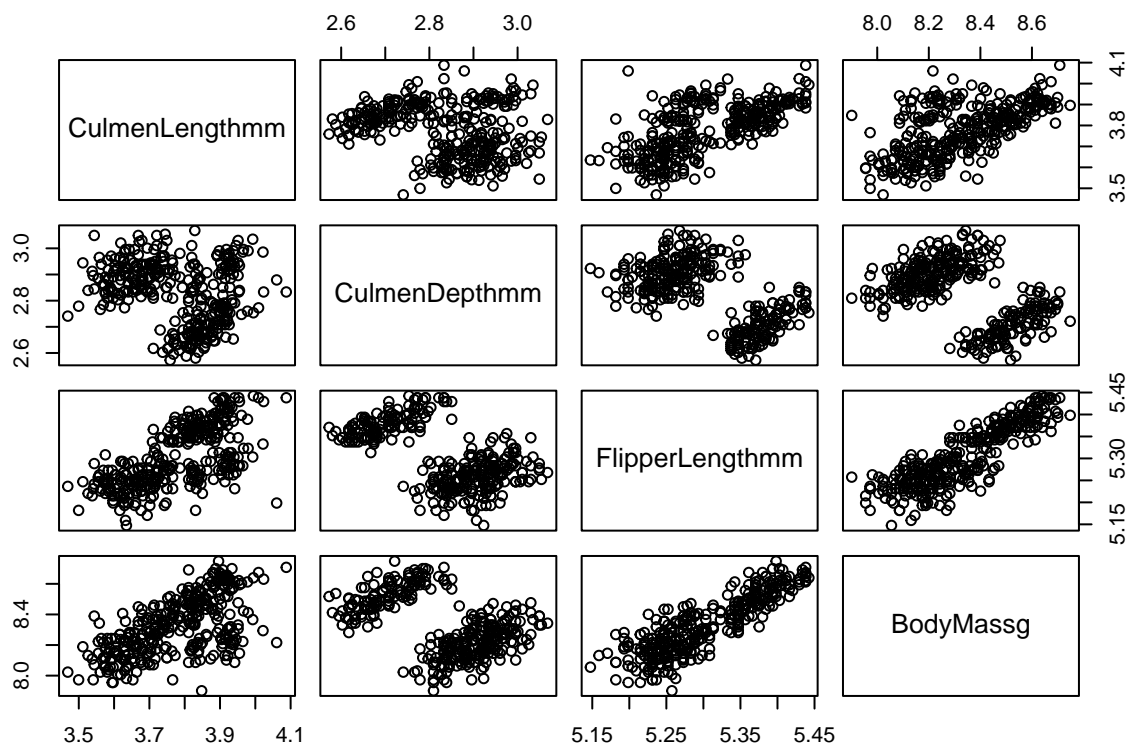 2.6 2.8 3.0
8.0 8.2 8.4 8.6
CulmenLengthmm
3.5 3.8 4.1
2.6 2.8 3.0
CulmenDepthmm
FlipperLengthmm
5.15 5.30 5.45
8.0 8.4
BodyMassg
3.5 3.7 3.9 4.1
5.15 5.25 5.35 5.45